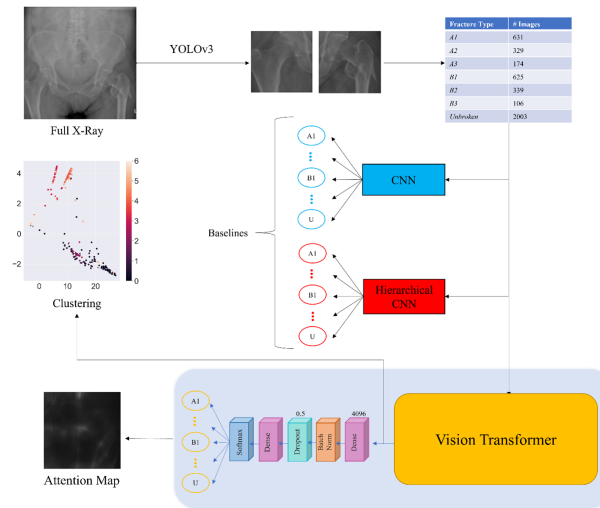 Full X-Ray
YOLOv3
Fracture Type # Images
A1 631
A2 329
A3 174
B1 625
B2 339
B3 106
Unbroken 2003
Baselines
A1
B1
U
CNN
A1
B1
U
Hierarchical
CNN
4
2
0
−2
0 10 20
6
5
4
3
2
1
0
Clustering
Attention Map
A1
B1
U
Softmax
Dense
0.5
Dropout
Batch
Norm
4096
Dense
Vision Transformer